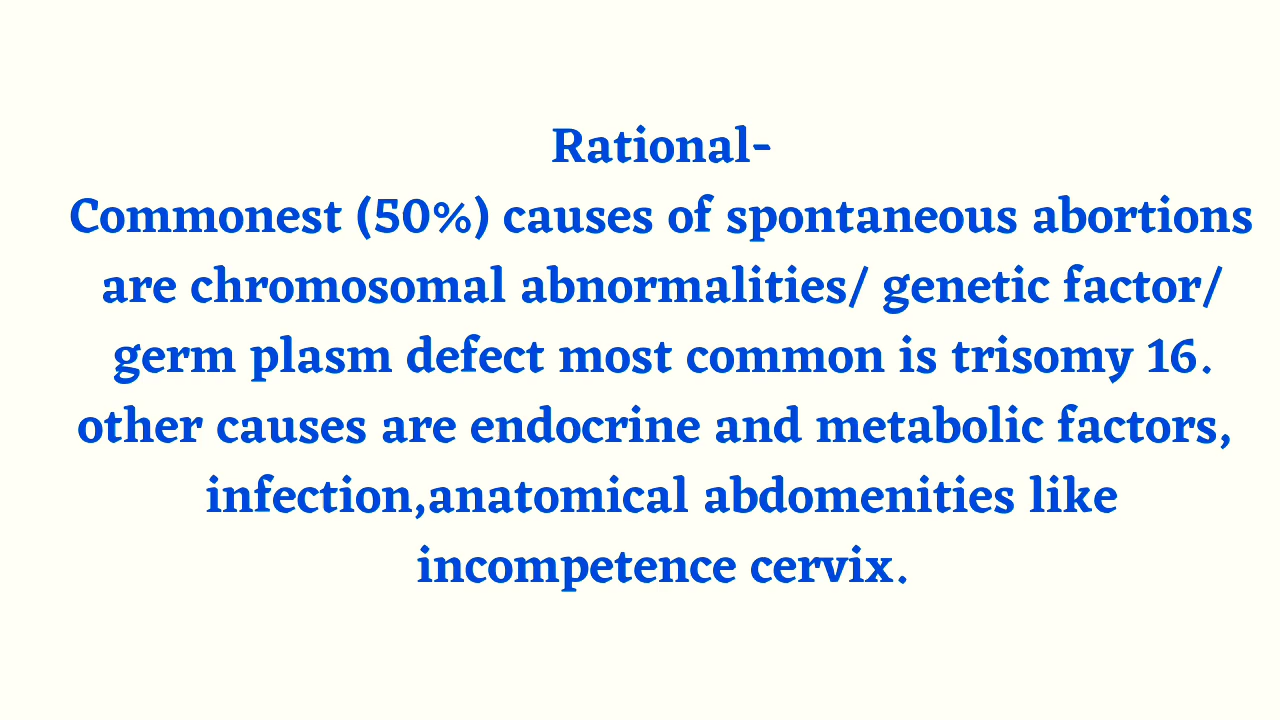 Rational-
Commonest (50%) causes of spontaneous abortions
are chromosomal abnormalities/ genetic factor/
germ plasm defect most common is trisomy 16.
other causes are endocrine and metabolic factors,
infection,anatomical abdomenities like
incompetence cervix.